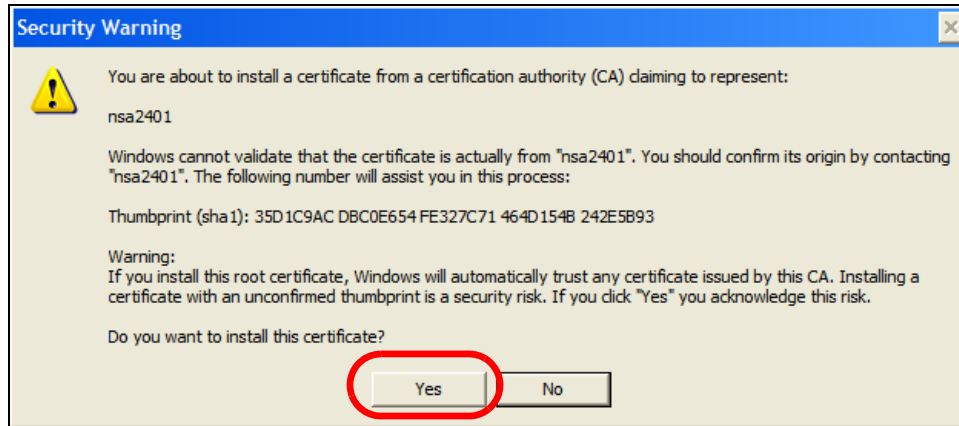 Security Warning
You are about to install a certificate from a certification authority (CA) claiming to represent:
nsa2401
Windows cannot validate that the certificate is actually from "nsa2401". You should confirm its origin by contacting
"nsa2401". The following number will assist you in this process:
Thumbprint (sha1): 35D1C9AC DBC0E654 FE327C71 464D154B 242E5B93
Warning:
If you install this root certificate, Windows will automatically trust any certificate issued by this CA. Installing a
certificate with an unconfirmed thumbprint is a security risk. If you click "Yes" you acknowledge this risk.
Do you want to install this certificate?
Yes No